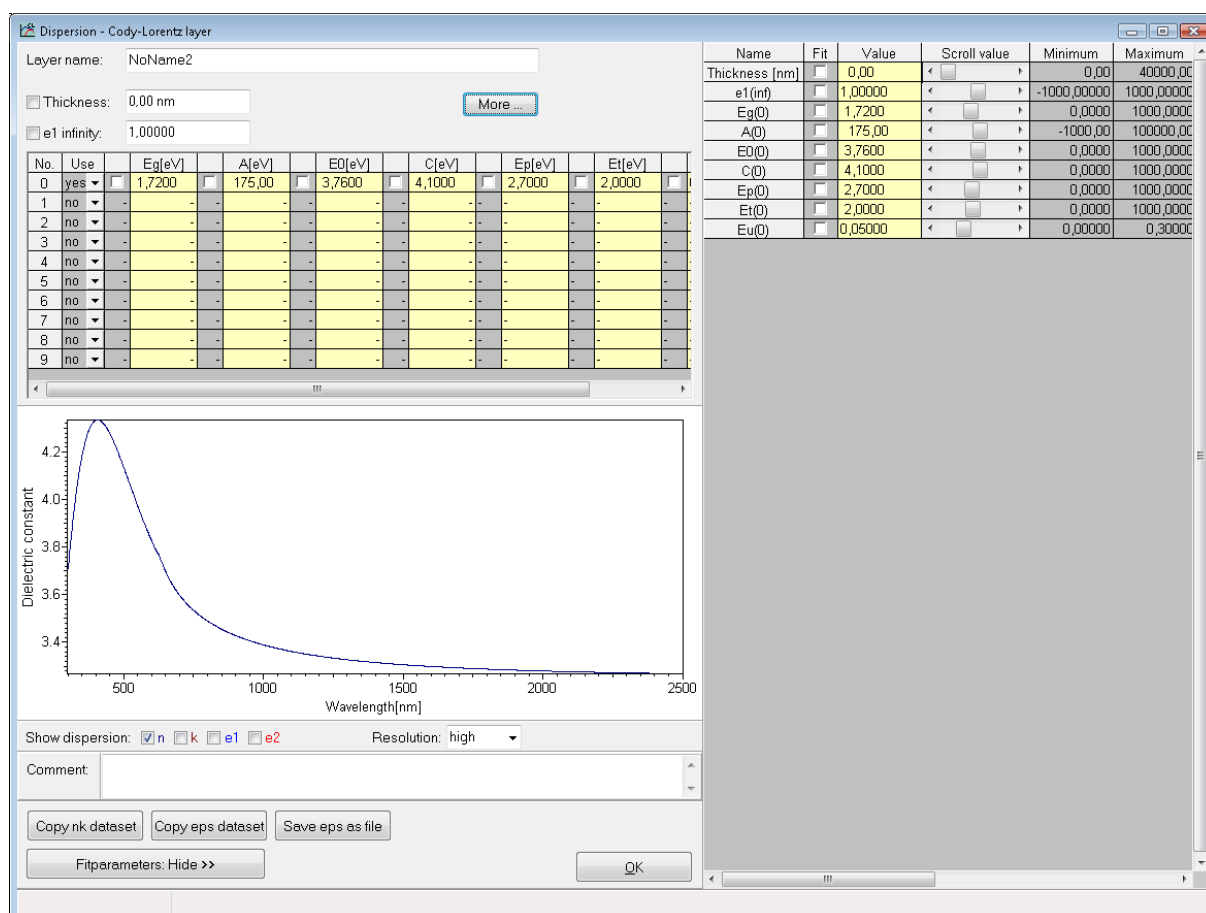 Dispersion - Cody-Lorentz layer
Layer name: NoName2
Thickness: 0,00 nm More ...
e1 infinity: 1,00000
No. Use Eg[eV] A[eV] E0[eV] C[eV] Ep[eV] Et[eV]
0 yes 1,7200 175,00 3,7600 4,1000 2,7000 2,0000
1 no - - - - - - - - - - - - -
2 no - - - - - - - - - - - - -
3 no - - - - - - - - - - - - -
4 no - - - - - - - - - - - - -
5 no - - - - - - - - - - - - -
6 no - - - - - - - - - - - - -
7 no - - - - - - - - - - - - -
8 no - - - - - - - - - - - - -
9 no - - - - - - - - - - - - -
Dielectric constant
4.2
4.0
3.8
3.6
3.4
500 1000 1500 2000 2500
Wavelength[nm]
Show dispersion: n k e1 e2 Resolution: high
Comment:
Copy nk dataset Copy eps dataset Save eps as file
Fitparameters: Hide >> OK
Name Fit Value Scroll value Minimum Maximum
Thickness [nm] 0,00 0,00 40000,00
e1(inf) 1,00000 -1000,00000 1000,00000
Eg(0) 1,7200 0,0000 1000,0000
A(0) 175,00 -1000,00 100000,00
E0(0) 3,7600 0,0000 1000,0000
C(0) 4,1000 0,0000 1000,0000
Ep(0) 2,7000 0,0000 1000,0000
Et(0) 2,0000 0,0000 1000,0000
Eu(0) 0,05000 0,00000 0,30000